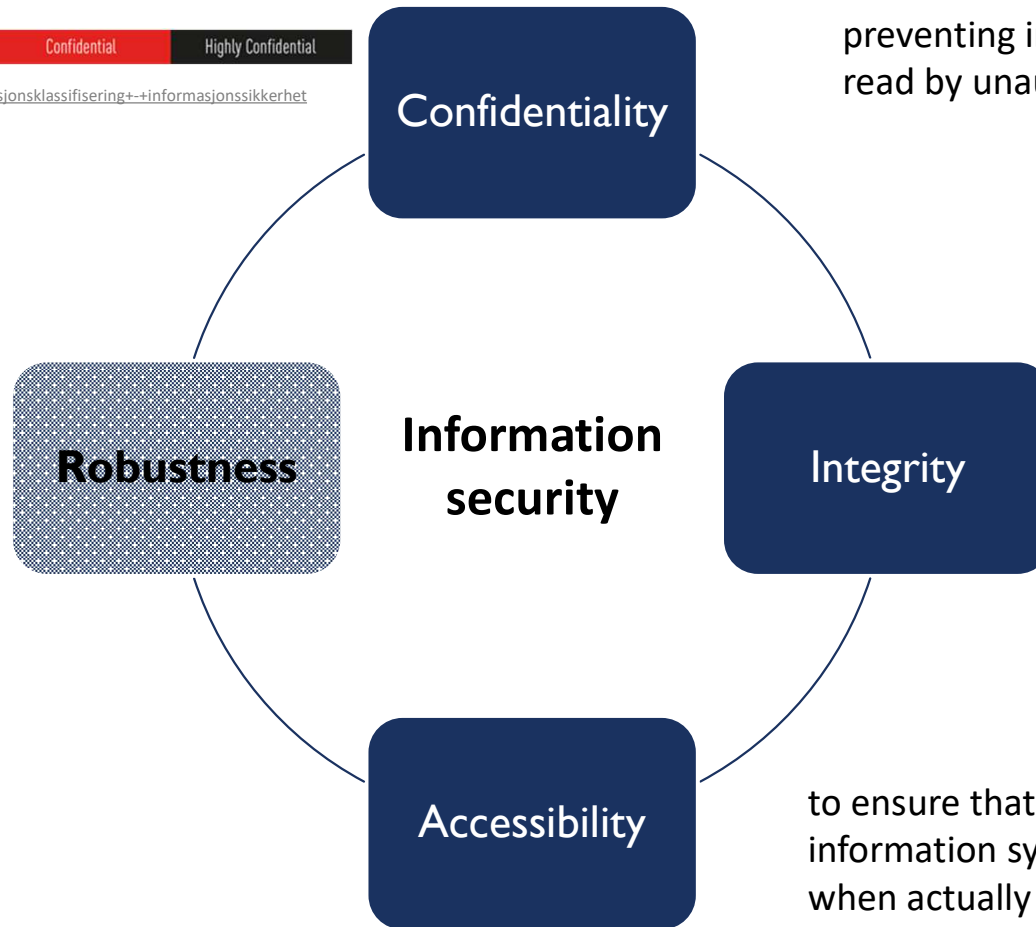 Confidential Highly Confidential
sjonsklassifisering+-+informasjonssikkerhet
Confidentiality
preventing i
read by unau
Robustness
Information
security
Integrity
Accessibility
to ensure that
information sy
when actually